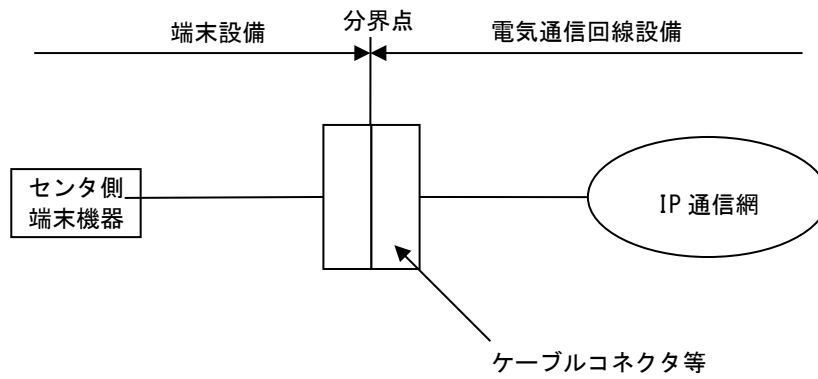 端末設備
分界点
電気通信回線設備
センタ側
端末機器
IP 通信網
ケーブルコネクタ等